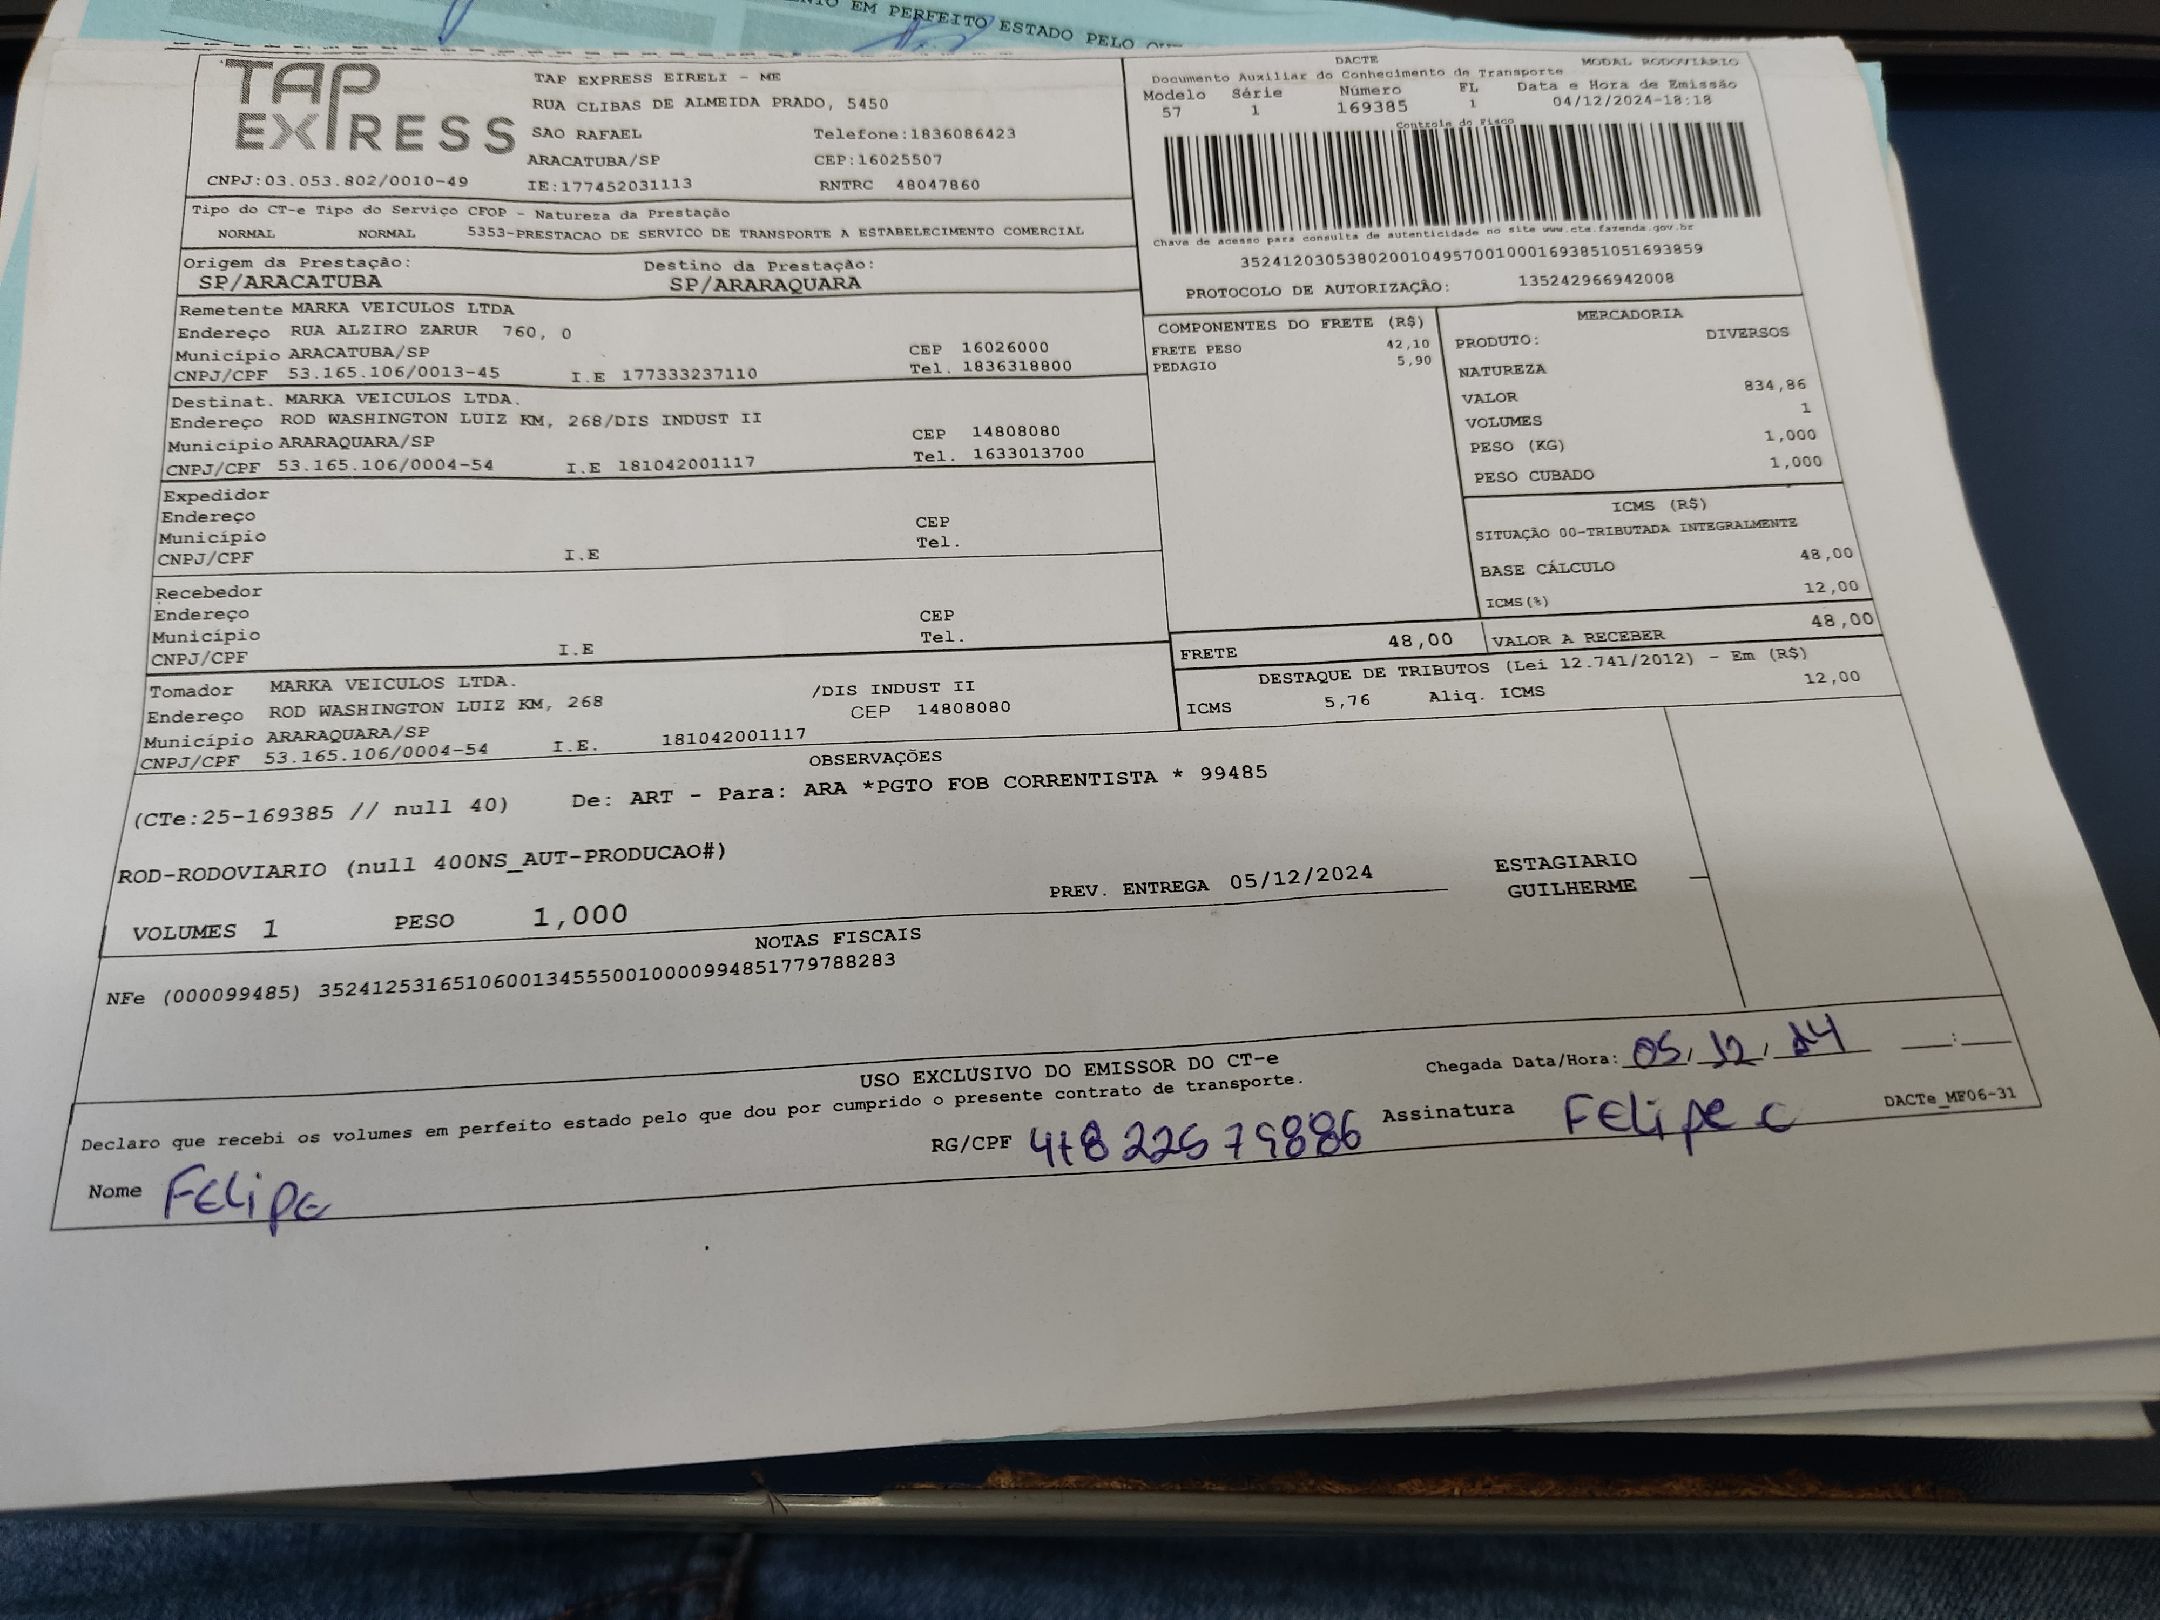 EM PERFEITO ESTADO PELO
TAP EXPRESS
TAP EXPRESS EIRELI - ME
RUA CLIBAS DE ALMEIDA PRADO, 5450
SAO RAFAEL Telefone:1836086423
ARACATUBA/SP CEP:16025507
CNPJ:03.053.802/0010-49 IE:177452031113 RNTRC 48047860
DACTE MODAL RODOVIÁRIO
Documento Auxiliar do Conhecimento de Transporte
Modelo Série Número FL Data e Hora de Emissão
57 1 169385 1 04/12/2024-18:18
Controle do Fisco
Chave de acesso para consulta de autenticidade no site www.cte.fazenda.gov.br
35241203053802001049570010001693851051693859
PROTOCOLO DE AUTORIZAÇÃO: 135242966942008
Tipo do CT-e Tipo do Serviço CFOP - Natureza da Prestação
NORMAL NORMAL 5353-PRESTACAO DE SERVICO DE TRANSPORTE A ESTABELECIMENTO COMERCIAL
Origem da Prestação: Destino da Prestação:
SP/ARACATUBA SP/ARARAQUARA
Remetente MARKA VEICULOS LTDA
Endereço RUA ALZIRO ZARUR 760, 0
Município ARACATUBA/SP CEP 16026000
CNPJ/CPF 53.165.106/0013-45 I.E 177333237110 Tel. 1836318800
Destinat. MARKA VEICULOS LTDA.
Endereço ROD WASHINGTON LUIZ KM, 268/DIS INDUST II
Município ARARAQUARA/SP CEP 14808080
CNPJ/CPF 53.165.106/0004-54 I.E 181042001117 Tel. 1633013700
Expedidor
Endereço
Município CEP
CNPJ/CPF I.E Tel.
Recebedor
Endereço
Município CEP
CNPJ/CPF I.E Tel.
Tomador MARKA VEICULOS LTDA.
Endereço ROD WASHINGTON LUIZ KM, 268 /DIS INDUST II
Município ARARAQUARA/SP CEP 14808080
CNPJ/CPF 53.165.106/0004-54 I.E. 181042001117
COMPONENTES DO FRETE (R$)
FRETE PESO 42,10
PEDAGIO 5,90
MERCADORIA
PRODUTO: DIVERSOS
NATUREZA
VALOR 834,86
VOLUMES 1
PESO (KG) 1,000
PESO CUBADO 1,000
ICMS (R$)
SITUAÇÃO 00-TRIBUTADA INTEGRALMENTE
BASE CÁLCULO 48,00
ICMS(%) 12,00
FRETE 48,00 VALOR A RECEBER 48,00
DESTAQUE DE TRIBUTOS (Lei 12.741/2012) - Em (R$)
ICMS 5,76 Aliq. ICMS 12,00
OBSERVAÇÕES
(CTe:25-169385 // null 40) De: ART - Para: ARA *PGTO FOB CORRENTISTA * 99485
ROD-RODOVIARIO (null 400NS_AUT-PRODUCAO#)
VOLUMES 1 PESO 1,000 PREV. ENTREGA 05/12/2024 ESTAGIARIO
GUILHERME
NOTAS FISCAIS
NFe (000099485) 35241253165106001345550010000994851779788283
USO EXCLUSIVO DO EMISSOR DO CT-e
Declaro que recebi os volumes em perfeito estado pelo que dou por cumprido o presente contrato de transporte.
Chegada Data/Hora: 05/12/24 __:__
Nome Felipe RG/CPF Assinatura Felipe C
DACTe_MF06-31